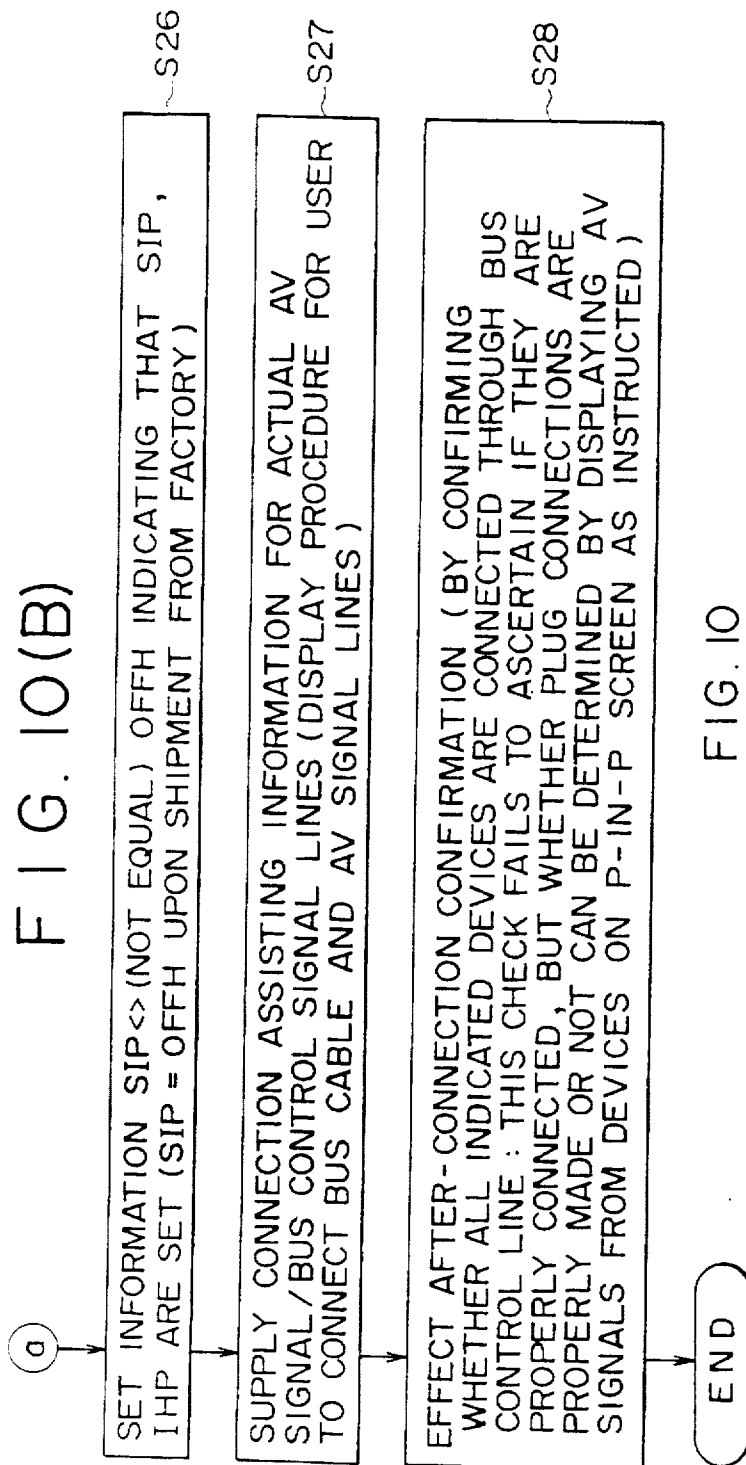 FIG. 10(B)
a
SET INFORMATION SIP<>(NOT EQUAL) OFFH INDICATING THAT SIP,
IHP ARE SET (SIP = OFFH UPON SHIPMENT FROM FACTORY)
S26
SUPPLY CONNECTION ASSISTING INFORMATION FOR ACTUAL AV
SIGNAL/BUS CONTROL SIGNAL LINES (DISPLAY PROCEDURE FOR USER
TO CONNECT BUS CABLE AND AV SIGNAL LINES)
S27
EFFECT AFTER-CONNECTION CONFIRMATION (BY CONFIRMING
WHETHER ALL INDICATED DEVICES ARE CONNECTED THROUGH BUS
CONTROL LINE : THIS CHECK FAILS TO ASCERTAIN IF THEY ARE
PROPERLY CONNECTED, BUT WHETHER PLUG CONNECTIONS ARE
PROPERLY MADE OR NOT CAN BE DETERMINED BY DISPLAYING AV
SIGNALS FROM DEVICES ON P-IN-P SCREEN AS INSTRUCTED)
S28
END
FIG. 10